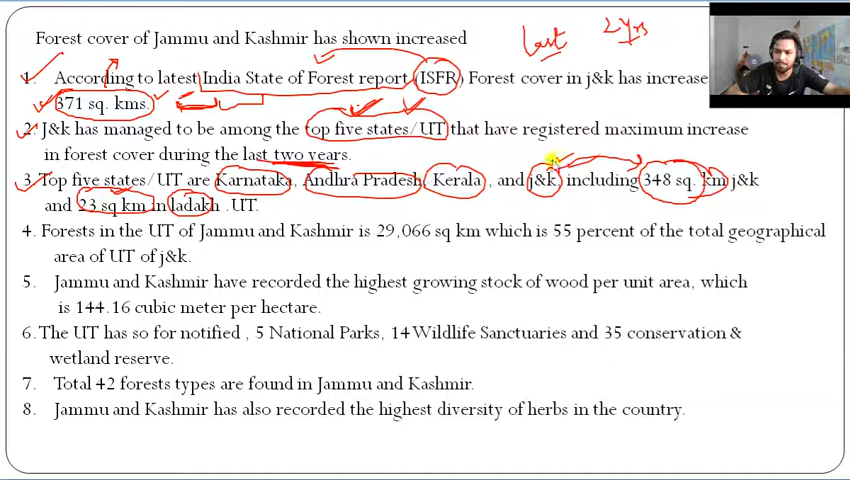 Forest cover of Jammu and Kashmir has shown increased
last 2 yrs
1. According to latest India State of Forest report (ISFR) Forest cover in j&k has increase
371 sq. kms.
2. J&k has managed to be among the top five states/ UT that have registered maximum increase
in forest cover during the last two years.
3. Top five states/UT are Karnataka, Andhra Pradesh, Kerala , and j&k including 348 sq. km j&k
and 23 sq km in ladakh . UT.
4. Forests in the UT of Jammu and Kashmir is 29,066 sq km which is 55 percent of the total geographical
area of UT of j&k.
5. Jammu and Kashmir have recorded the highest growing stock of wood per unit area, which
is 144.16 cubic meter per hectare.
6. The UT has so for notified , 5 National Parks, 14 Wildlife Sanctuaries and 35 conservation &
wetland reserve.
7. Total 42 forests types are found in Jammu and Kashmir.
8. Jammu and Kashmir has also recorded the highest diversity of herbs in the country.